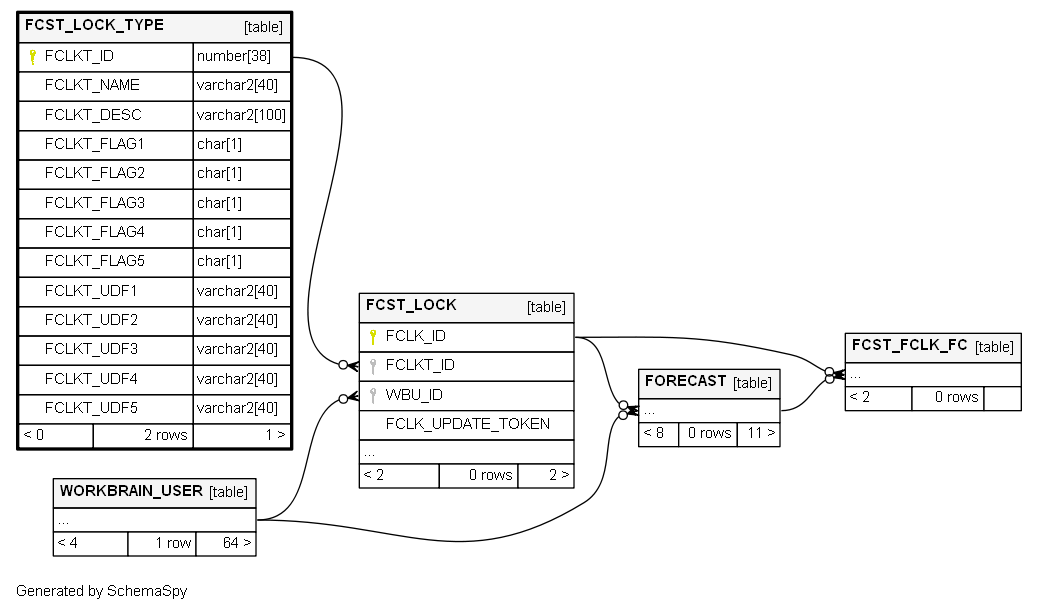 FCST_LOCK_TYPE [table]
FCLKT_ID number[38]
FCLKT_NAME varchar2[40]
FCLKT_DESC varchar2[100]
FCLKT_FLAG1 char[1]
FCLKT_FLAG2 char[1]
FCLKT_FLAG3 char[1]
FCLKT_FLAG4 char[1]
FCLKT_FLAG5 char[1]
FCLKT_UDF1 varchar2[40]
FCLKT_UDF2 varchar2[40]
FCLKT_UDF3 varchar2[40]
FCLKT_UDF4 varchar2[40]
FCLKT_UDF5 varchar2[40]
< 0 2 rows 1 >
FCST_LOCK [table]
FCLK_ID
FCLKT_ID
WBU_ID
FCLK_UPDATE_TOKEN
...
< 2 0 rows 2 >
FORECAST [table]
...
< 8 0 rows 11 >
FCST_FCLK_FC [table]
...
< 2 0 rows
WORKBRAIN_USER [table]
...
< 4 1 row 64 >
Generated by SchemaSpy